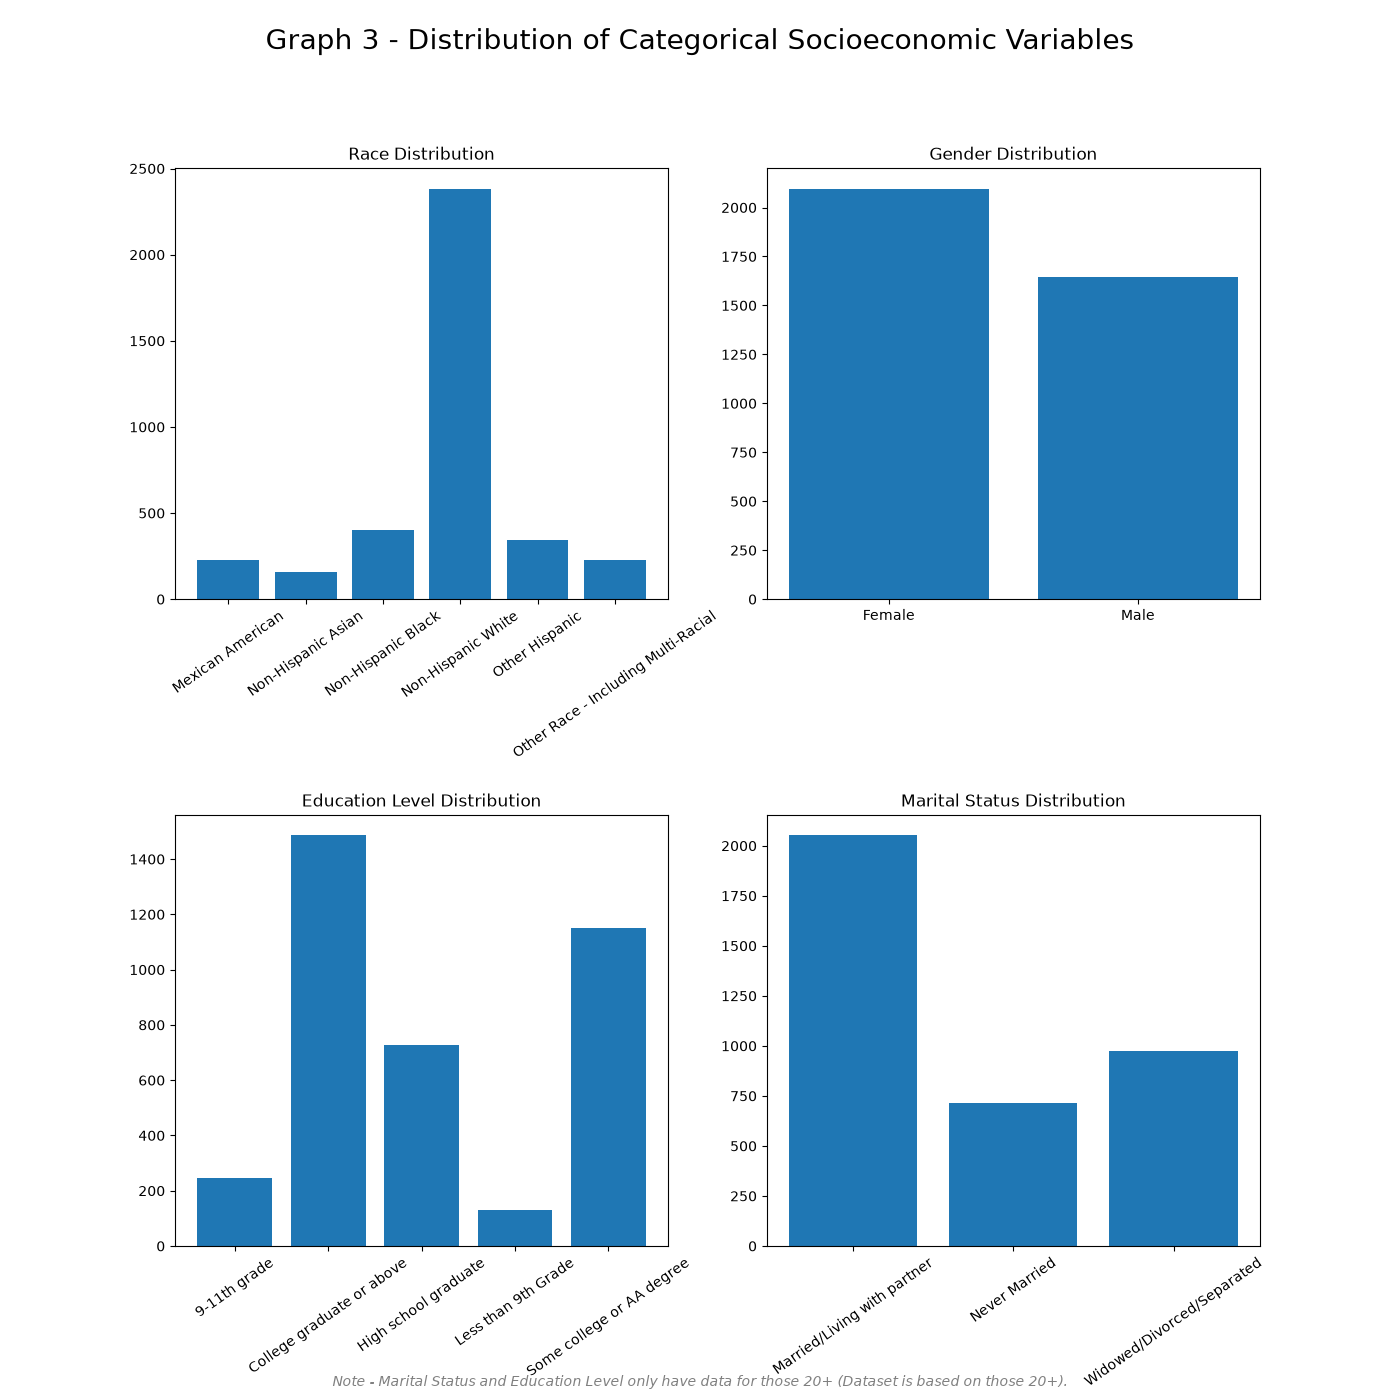 Graph 3 - Distribution of Categorical Socioeconomic Variables
Race Distribution
2500
2000
1500
1000
500
0
Mexican American
Non-Hispanic Asian
Non-Hispanic Black
Non-Hispanic White
Other Hispanic
Other Race - Including Multi-Racial
Gender Distribution
2000
1750
1500
1250
1000
750
500
250
0
Female
Male
Education Level Distribution
1400
1200
1000
800
600
400
200
0
9-11th grade
College graduate or above
High school graduate
Less than 9th Grade
Some college or AA degree
Marital Status Distribution
2000
1750
1500
1250
1000
750
500
250
0
Married/Living with partner
Never Married
Widowed/Divorced/Separated
Note - Marital Status and Education Level only have data for those 20+ (Dataset is based on those 20+).